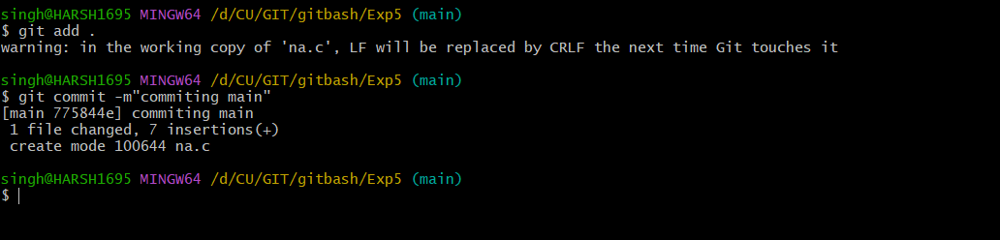 singh@HARSH1695 MINGW64 /d/CU/GIT/gitbash/Exp5 (main)
$ git add .
warning: in the working copy of 'na.c', LF will be replaced by CRLF the next time Git touches it
singh@HARSH1695 MINGW64 /d/CU/GIT/gitbash/Exp5 (main)
$ git commit -m"commiting main"
[main 775844e] commiting main
 1 file changed, 7 insertions(+)
 create mode 100644 na.c
singh@HARSH1695 MINGW64 /d/CU/GIT/gitbash/Exp5 (main)
$